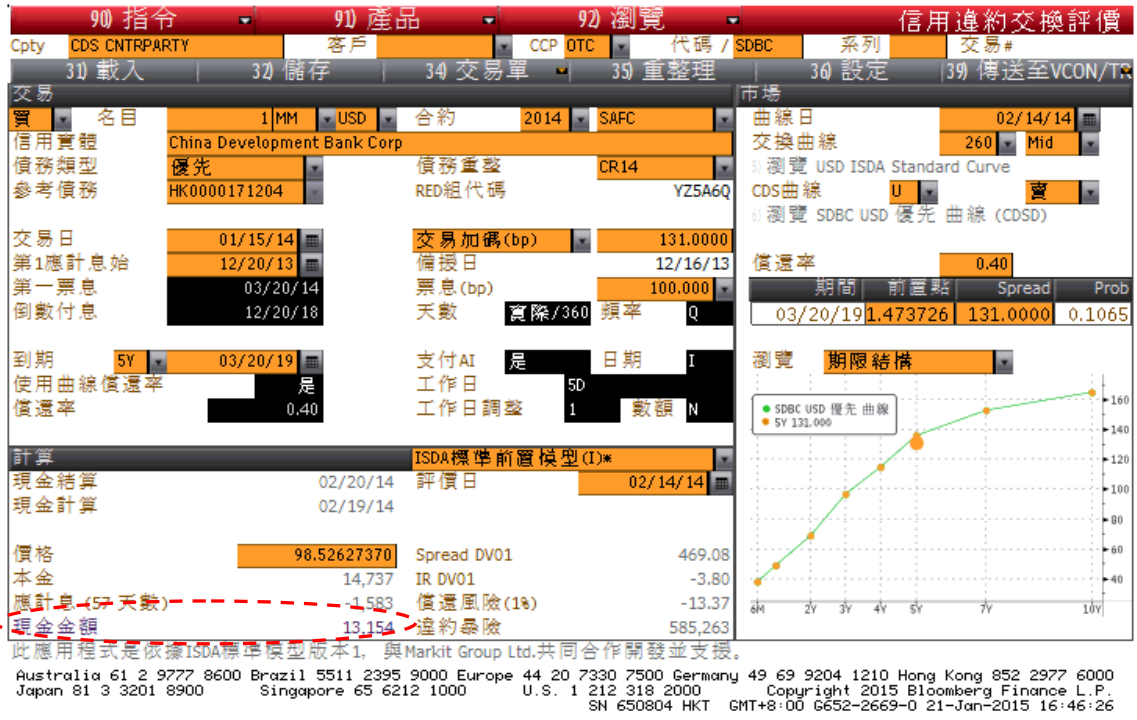 90) 指令 91) 產品 92) 瀏覽 信用違約交換評價
Cpty CDS CNTRPARTY 客戶 CCP OTC 代碼 / SDBC 系列 交易#
31) 載入 32) 儲存 34) 交易單 35) 重整理 36) 設定 39) 傳送至VCON/TR
交易 市場
買 名目 1 MM USD 合約 2014 SAFC 曲線日 02/14/14
信用實體 China Development Bank Corp 交換曲線 260 Mid
債務類型 優先 債務重整 CR14 5) 瀏覽 USD ISDA Standard Curve
參考債務 HK0000171204 RED組代碼 YZ5A6Q CDS曲線 U 賣
6) 瀏覽 SDBC USD 優先 曲線 (CDSD)
交易日 01/15/14 交易加碼(bp) 131.0000
第1應計息始 12/20/13 備援日 12/16/13 償還率 0.40
第一票息 03/20/14 票息(bp) 100.000 期間 前置點 Spread Prob
倒數付息 12/20/18 天數 實際/360 頻率 Q 03/20/19 1.473726 131.0000 0.1065
到期 5Y 03/20/19 支付AI 是 日期 I 瀏覽 期限結構
使用曲線償還率 是 工作日 5D
償還率 0.40 工作日調整 1 數額 N
SDBC USD 優先 曲線
5Y 131.000
160
140
120
100
80
60
40
6M 2Y 3Y 4Y 5Y 7Y 10Y
計算 ISDA標準前置模型(I)*
現金結算 02/20/14 評價日 02/14/14
現金計算 02/19/14
價格 98.52627370 Spread DV01 469.08
本金 14,737 IR DV01 -3.80
應計息 (57 天數) -1,583 償還風險(1%) -13.37
現金金額 13,154 違約暴險 585,263
此應用程式是依據ISDA標準模型版本1, 與Markit Group Ltd.共同合作開發並支援。
Australia 61 2 9777 8600 Brazil 5511 2395 9000 Europe 44 20 7330 7500 Germany 49 69 9204 1210 Hong Kong 852 2977 6000
Japan 81 3 3201 8900 Singapore 65 6212 1000 U.S. 1 212 318 2000 Copyright 2015 Bloomberg Finance L.P.
SN 650804 HKT GMT+8:00 G652-2669-0 21-Jan-2015 16:46:26